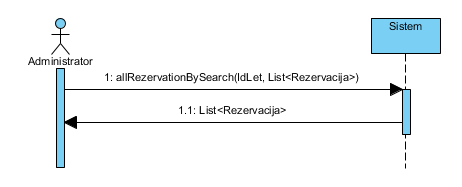 Sistem
Administrator
1: allRezervationBySearch(IdLet, List<Rezervacija>)
1.1: List<Rezervacija>